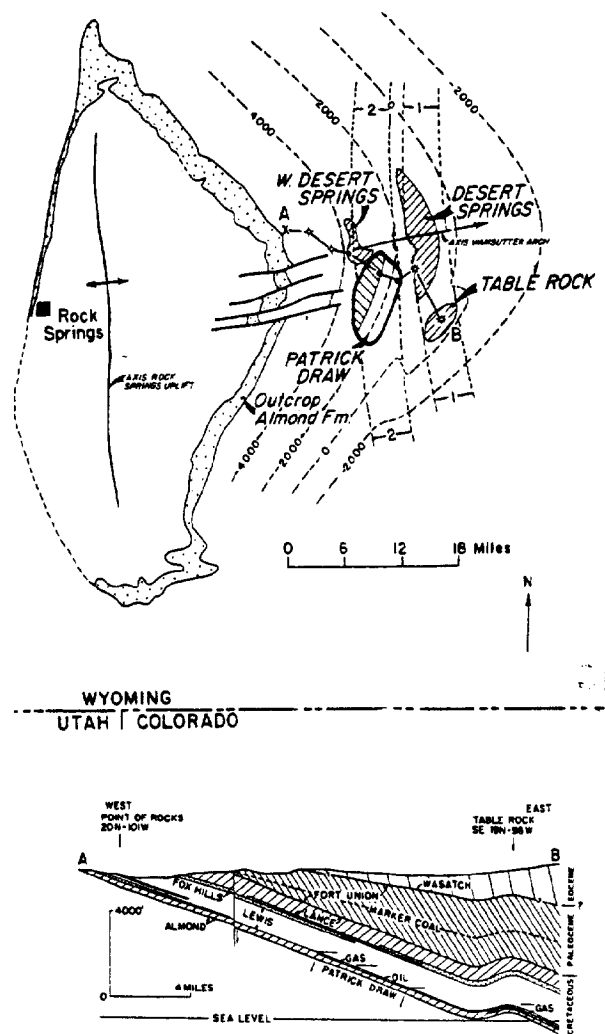 4000
2000
2
0
1
-2000
W. DESERT
SPRINGS
DESERT
SPRINGS
A
AXIS WAMSUTTER ARCH
TABLE ROCK
Rock
Springs
B
PATRICK
DRAW
AXIS ROCK
SPRINGS UPLIFT
Outcrop
Almond Fm.
4000
2000
0
-2000
2
1
0 6 12 18 Miles
N
WYOMING
UTAH COLORADO
WEST
POINT OF ROCKS
20N-101W
EAST
TABLE ROCK
SE 19N-98W
A
B
WASATCH
FORT UNION
MARKER COAL
FOX HILLS
LANCE?
LEWIS
ALMOND
4000'
GAS
OIL
PATRICK DRAW
GAS
0
4 MILES
SEA LEVEL
EOCENE
?
PALEOCENE
CRETACEOUS